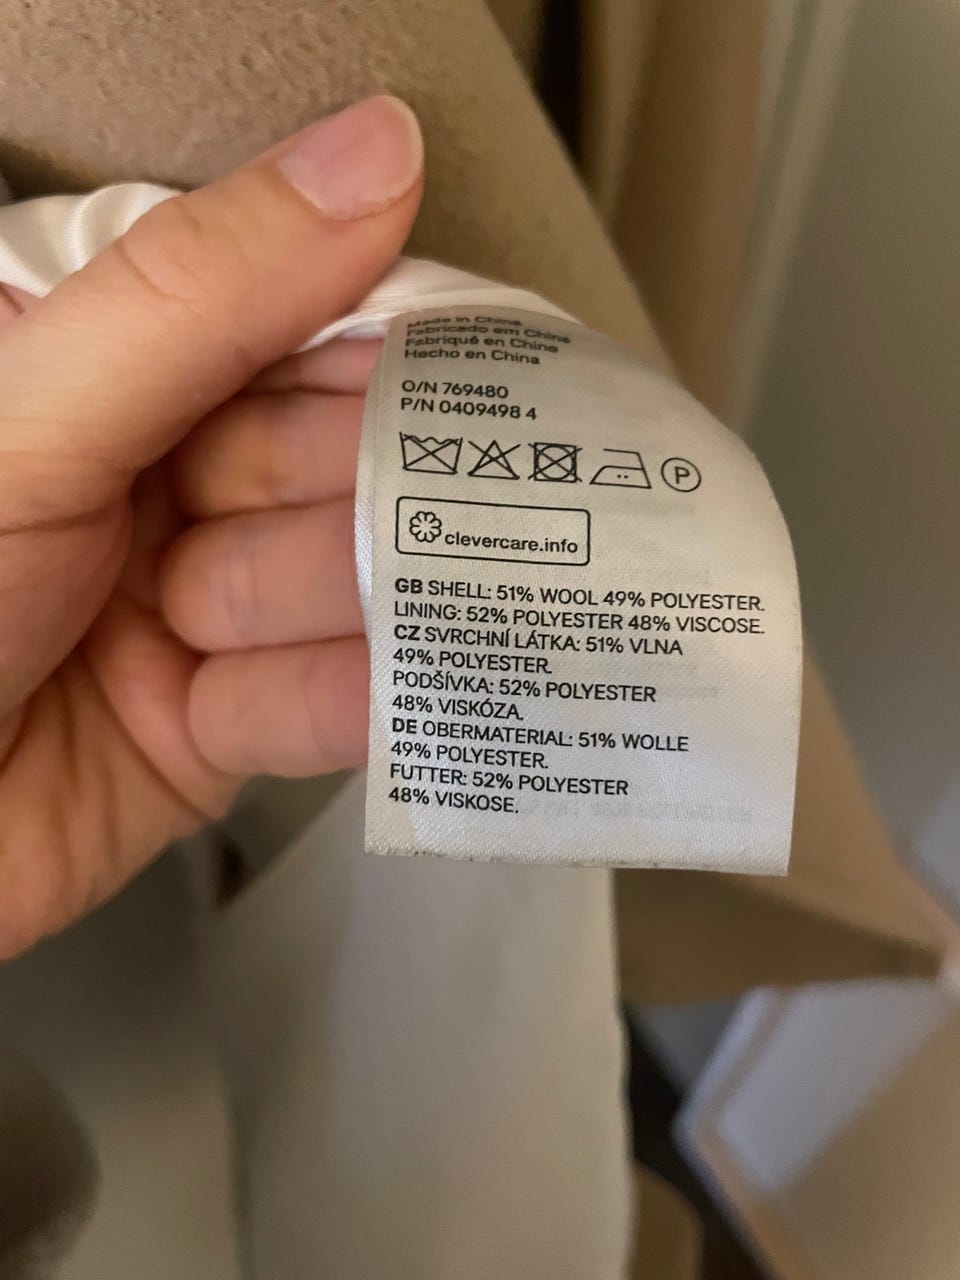 Made in China
Fabricado em China
Fabriqué en Chine
Hecho en China
O/N 769480
P/N 0409498 4
P
clevercare.info
GB SHELL: 51% WOOL 49% POLYESTER.
LINING: 52% POLYESTER 48% VISCOSE.
CZ SVRCHNÍ LÁTKA: 51% VLNA
49% POLYESTER.
PODŠÍVKA: 52% POLYESTER
48% VISKÓZA.
DE OBERMATERIAL: 51% WOLLE
49% POLYESTER.
FUTTER: 52% POLYESTER
48% VISKOSE.